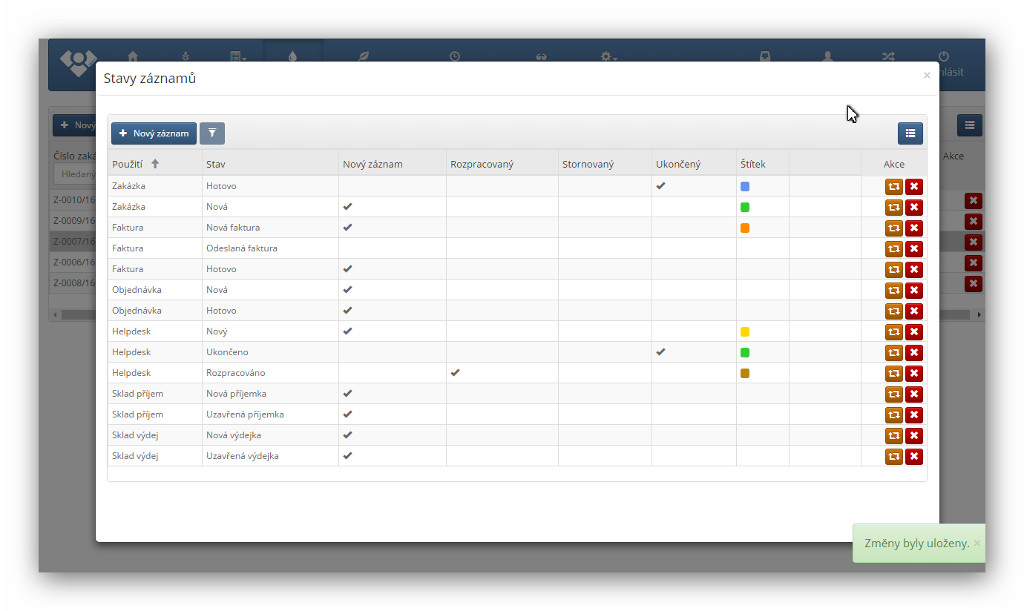 hlásit
Stavy záznamů ×
Nový
+ Nový záznam
Číslo zaká
Akce
Hledaný
Použití Stav Nový záznam Rozpracovaný Stornovaný Ukončený Štítek Akce
Zakázka Hotovo
Z-0010/16
Zakázka Nová
Z-0009/16
Faktura Nová faktura
Z-0007/16
Faktura Odeslaná faktura
Z-0006/16
Faktura Hotovo
Z-0008/16
Objednávka Nová
Objednávka Hotovo
Helpdesk Nový
Helpdesk Ukončeno
Helpdesk Rozpracováno
Sklad příjem Nová příjemka
Sklad příjem Uzavřená příjemka
Sklad výdej Nová výdejka
Sklad výdej Uzavřená výdejka
Změny byly uloženy. ×